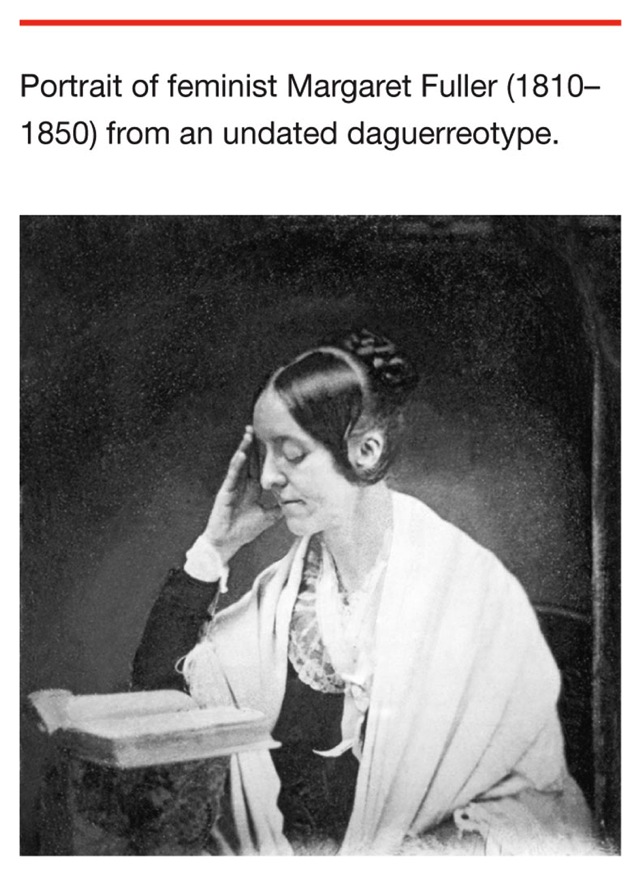 Portrait of feminist Margaret Fuller (1810–
1850) from an undated daguerreotype.